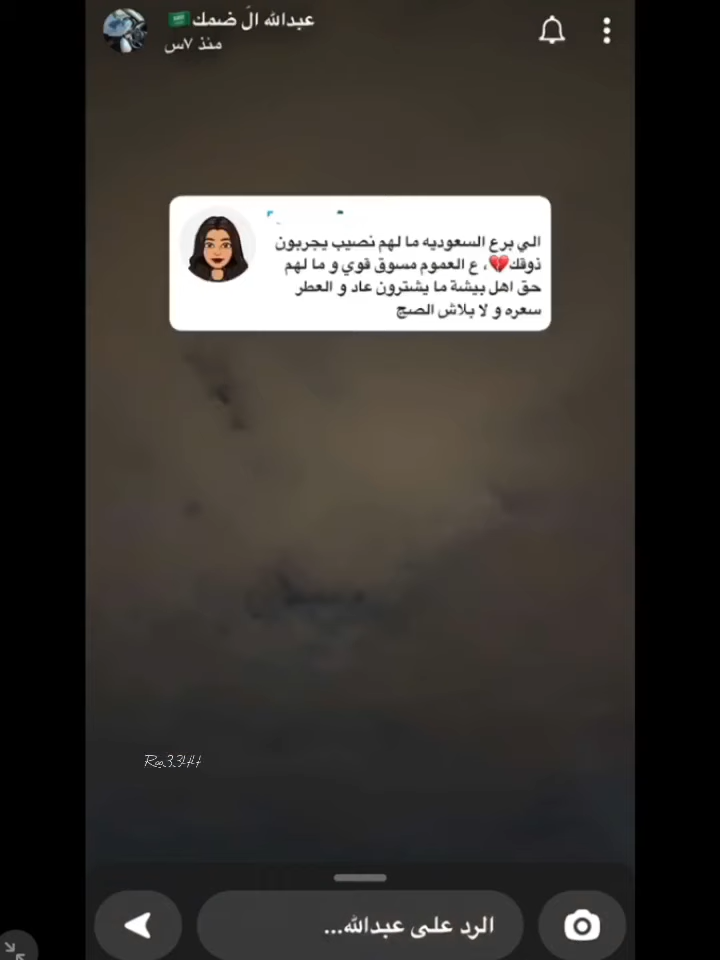 عبدالله الَ ضمك🇸🇦
منذ ٧س
الي برع السعوديه ما لهم نصيب يجربون
ذوقك💔، ع العموم مسوق قوي و ما لهم
حق اهل بيشة ما يشترون عاد و العطر
سعره و لا بلاش الصچ
الرد على عبدالله...